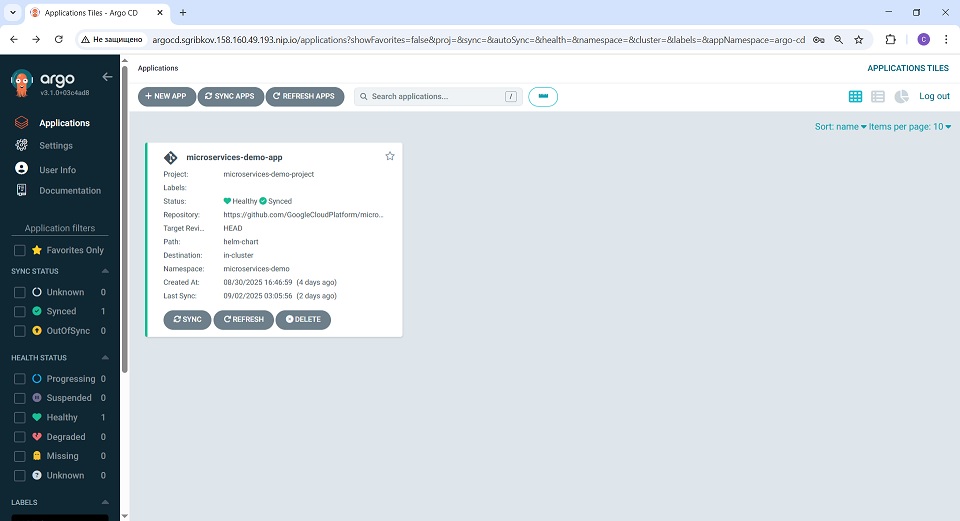 Applications Tiles - Argo CD
Не защищено argocd.sgribkov.158.160.49.193.nip.io/applications?showFavorites=false&proj=&sync=&autoSync=&health=&namespace=&cluster=&labels=&appNamespace=argo-cd
C
argo
v3.1.0+03c4ad8
Applications
Settings
User Info
Documentation
Application filters
Favorites Only
SYNC STATUS
Unknown 0
Synced 1
OutOfSync 0
HEALTH STATUS
Progressing 0
Suspended 0
Healthy 1
Degraded 0
Missing 0
Unknown 0
LABELS
Applications
APPLICATIONS TILES
+ NEW APP
SYNC APPS
REFRESH APPS
Search applications... /
Log out
Sort: name Items per page: 10
microservices-demo-app
Project: microservices-demo-project
Labels:
Status: Healthy Synced
Repository: https://github.com/GoogleCloudPlatform/micro...
Target Revi... HEAD
Path: helm-chart
Destination: in-cluster
Namespace: microservices-demo
Created At: 08/30/2025 16:46:59 (4 days ago)
Last Sync: 09/02/2025 03:05:56 (2 days ago)
SYNC
REFRESH
DELETE